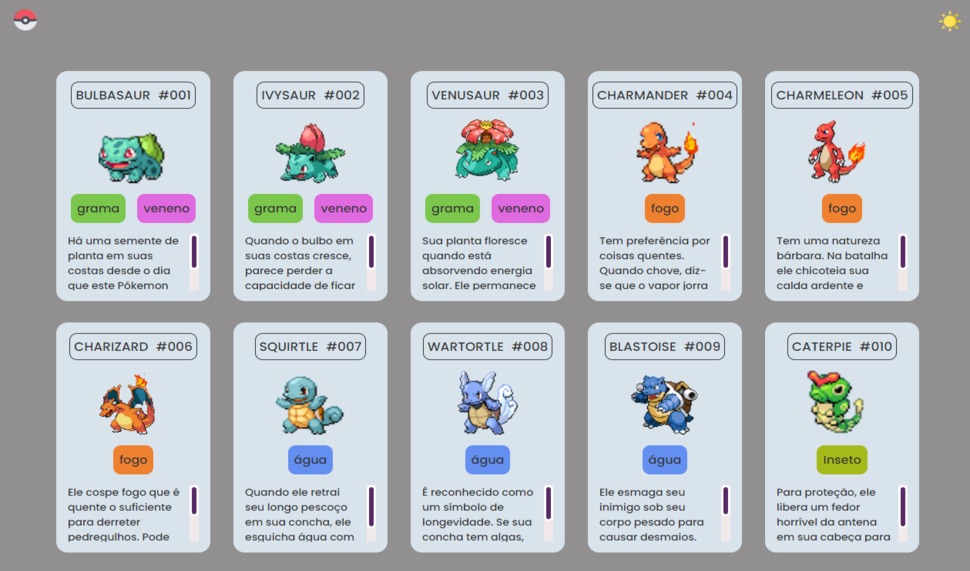 BULBASAUR #001
grama veneno
Há uma semente de
planta em suas
costas desde o dia
que este Pókemon
IVYSAUR #002
grama veneno
Quando o bulbo em
suas costas cresce,
parece perder a
capacidade de ficar
VENUSAUR #003
grama veneno
Sua planta floresce
quando está
absorvendo energia
solar. Ele permanece
CHARMANDER #004
fogo
Tem preferência por
coisas quentes.
Quando chove, diz-
se que o vapor jorra
CHARMELEON #005
fogo
Tem uma natureza
bárbara. Na batalha
ele chicoteia sua
calda ardente e
CHARIZARD #006
fogo
Ele cospe fogo que é
quente o suficiente
para derreter
pedregulhos. Pode
SQUIRTLE #007
água
Quando ele retrai
seu longo pescoço
em sua concha, ele
esguicha água com
WARTORTLE #008
água
É reconhecido como
um símbolo de
longevidade. Se sua
concha tem algas,
BLASTOISE #009
água
Ele esmaga seu
inimigo sob seu
corpo pesado para
causar desmaios.
CATERPIE #010
Inseto
Para proteção, ele
libera um fedor
horrível da antena
em sua cabeça para